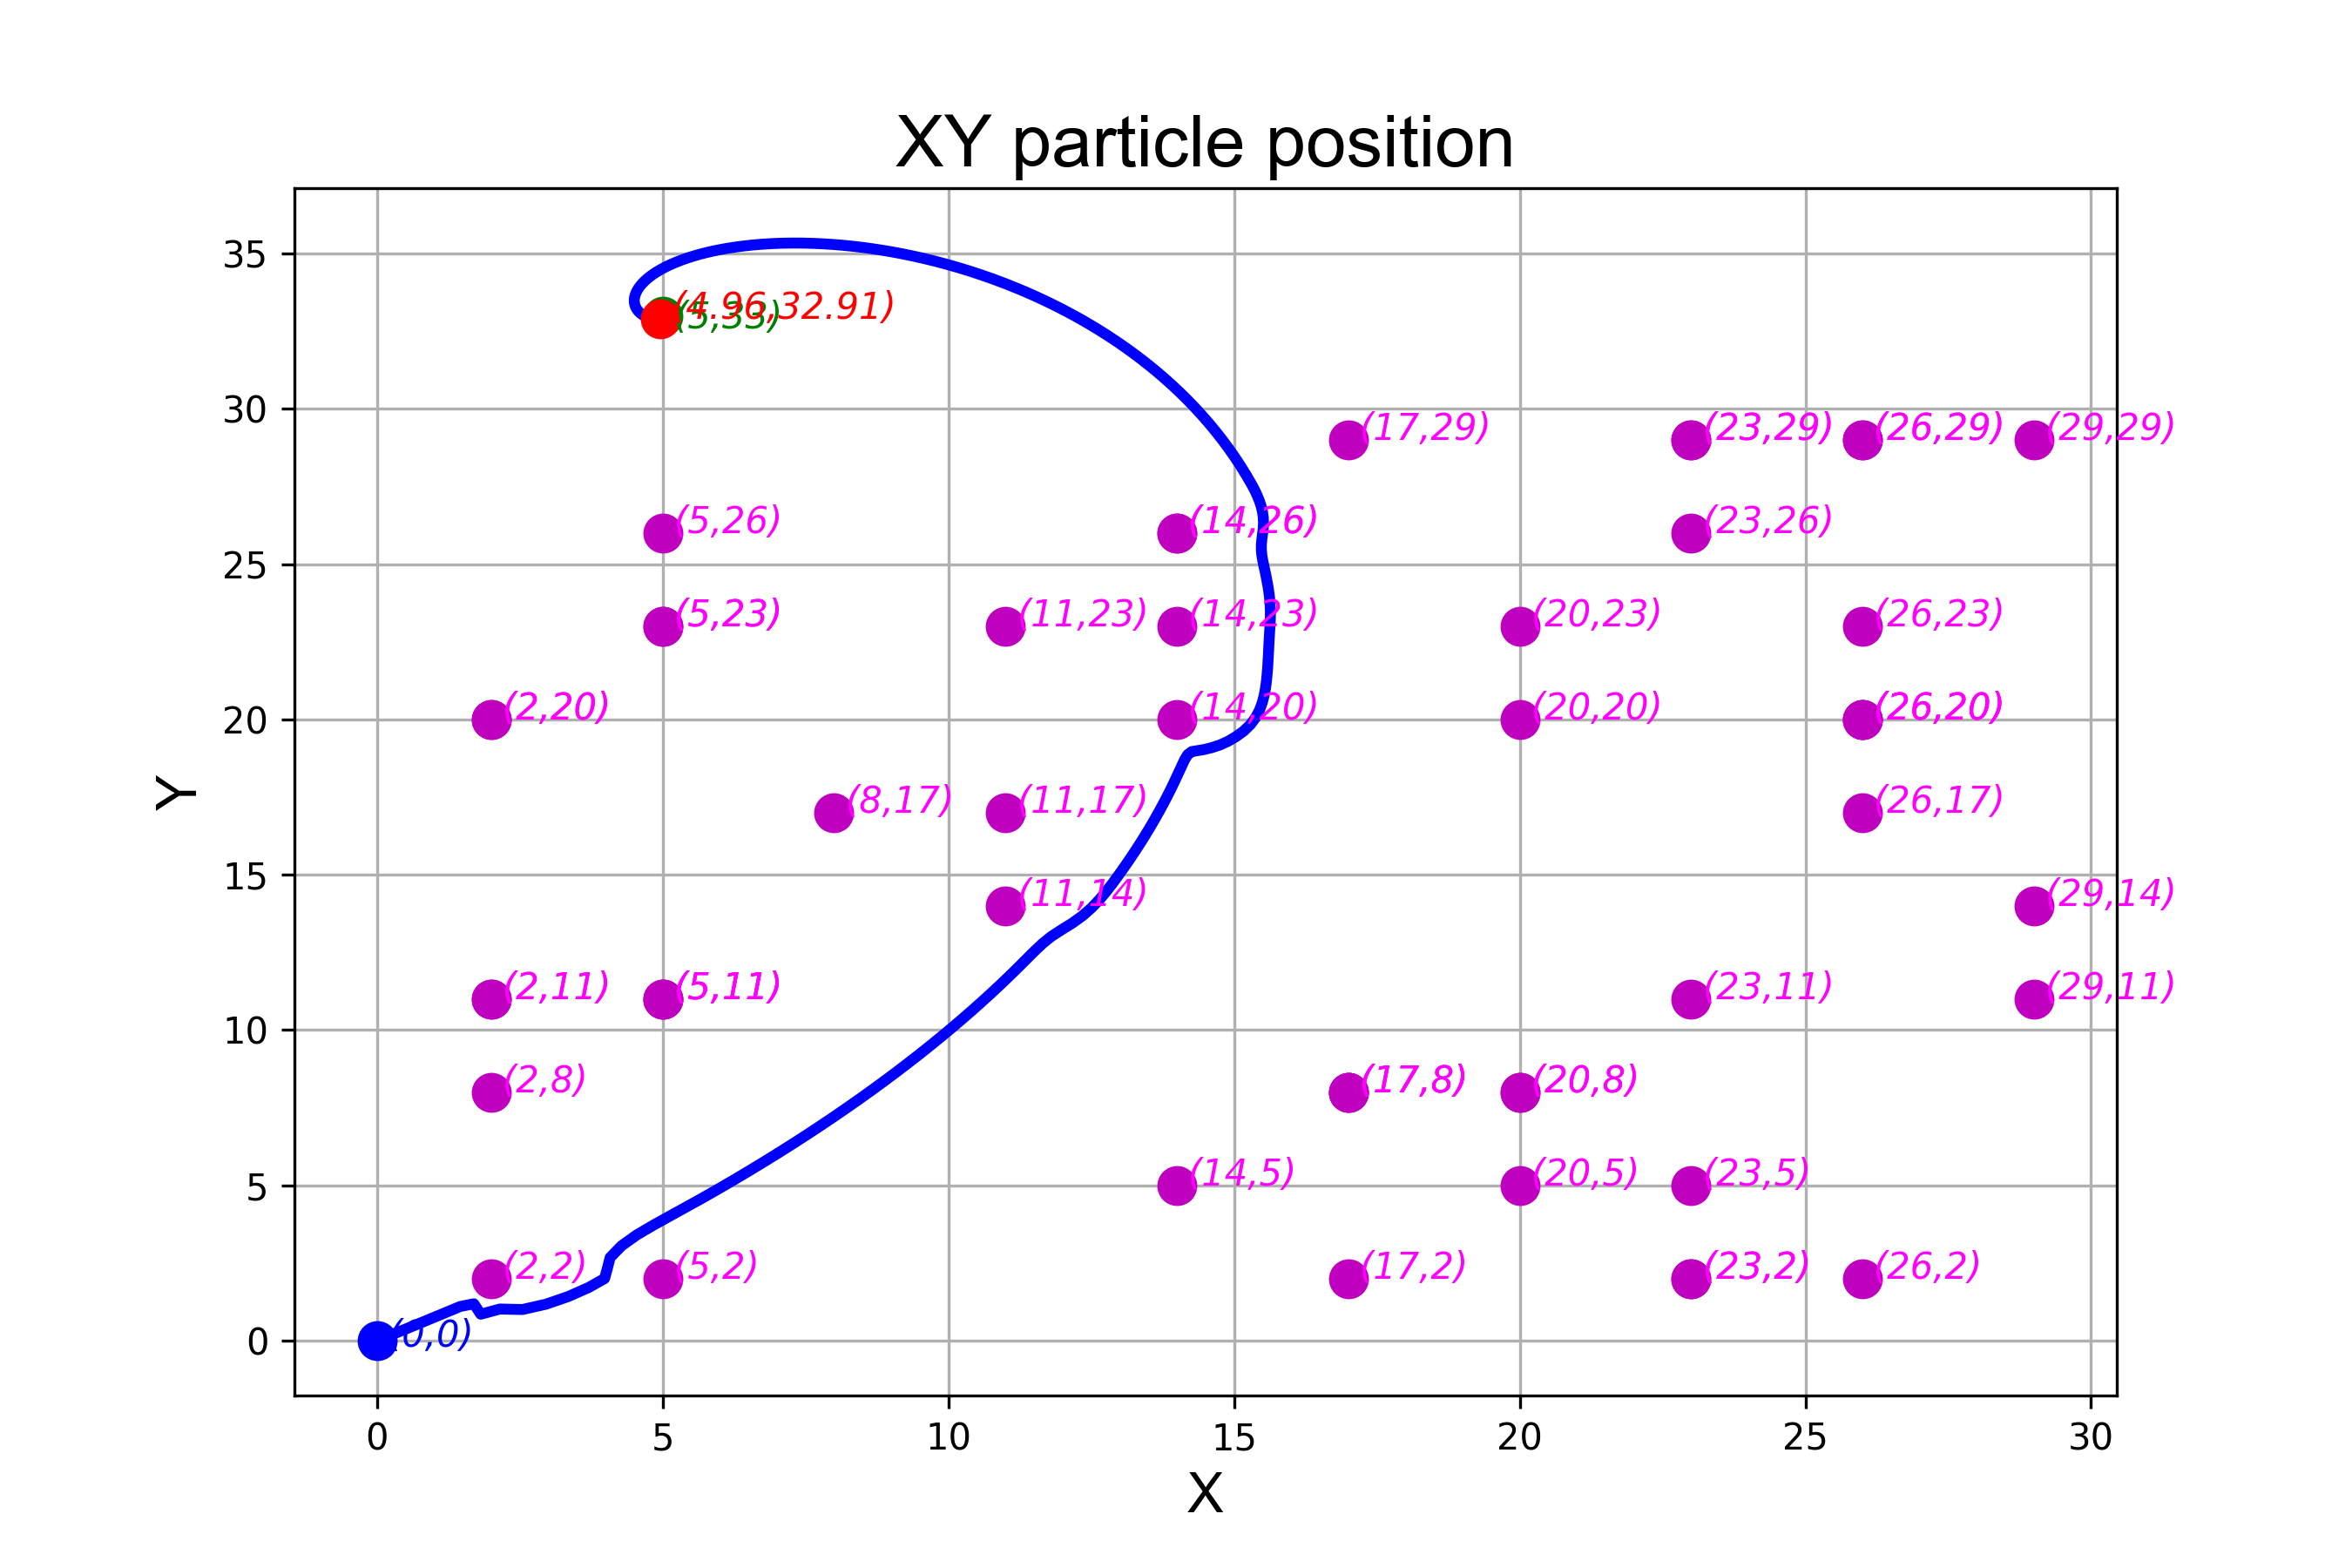 XY particle position
35
(4.96,32.91)
(5,33)
30
(17,29) (23,29) (26,29) (29,29)
(5,26) (14,26) (23,26)
25
(5,23) (11,23) (14,23) (20,23) (26,23)
20 (2,20) (14,20) (20,20) (26,20)
Y
(8,17) (11,17) (26,17)
15
(11,14) (29,14)
(2,11) (5,11) (23,11) (29,11)
10
(2,8) (17,8) (20,8)
5 (14,5) (20,5) (23,5)
(2,2) (5,2) (17,2) (23,2) (26,2)
0 (0,0)
0 5 10 15 20 25 30
X